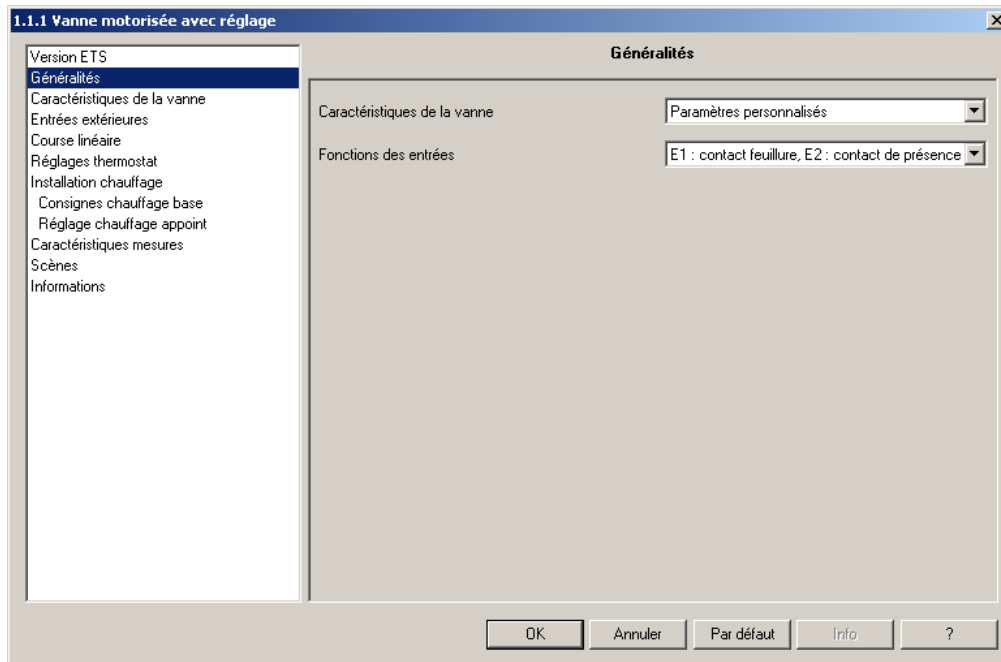 1.1.1 Vanne motorisée avec réglage
Version ETS
Généralités
Caractéristiques de la vanne
Entrées extérieures
Course linéaire
Réglages thermostat
Installation chauffage
Consignes chauffage base
Réglage chauffage appoint
Caractéristiques mesures
Scènes
Informations
Généralités
Caractéristiques de la vanne
Paramètres personnalisés
Fonctions des entrées
E1 : contact feuillure, E2 : contact de présence
OK
Annuler
Par défaut
Info
?